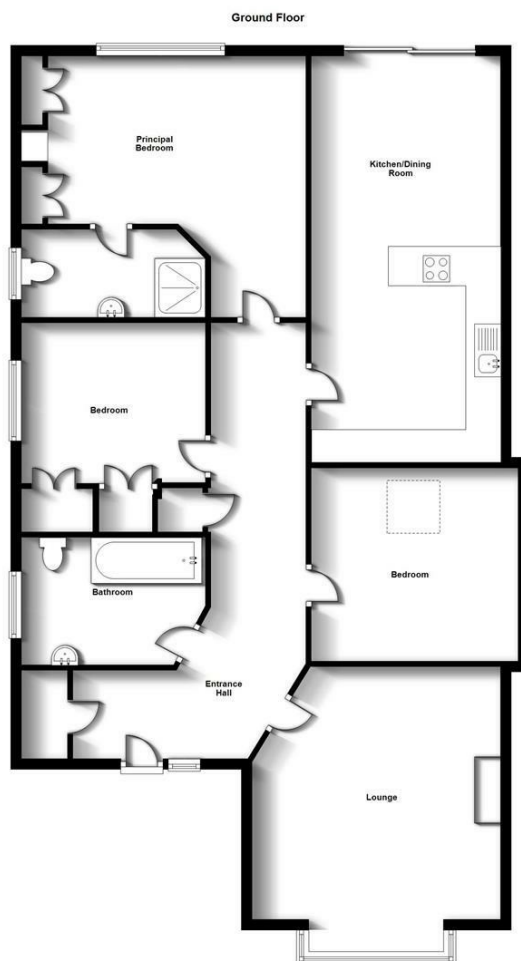 Ground Floor
Principal
Bedroom
Kitchen/Dining
Room
Bedroom
Bedroom
Bathroom
Entrance
Hall
Lounge